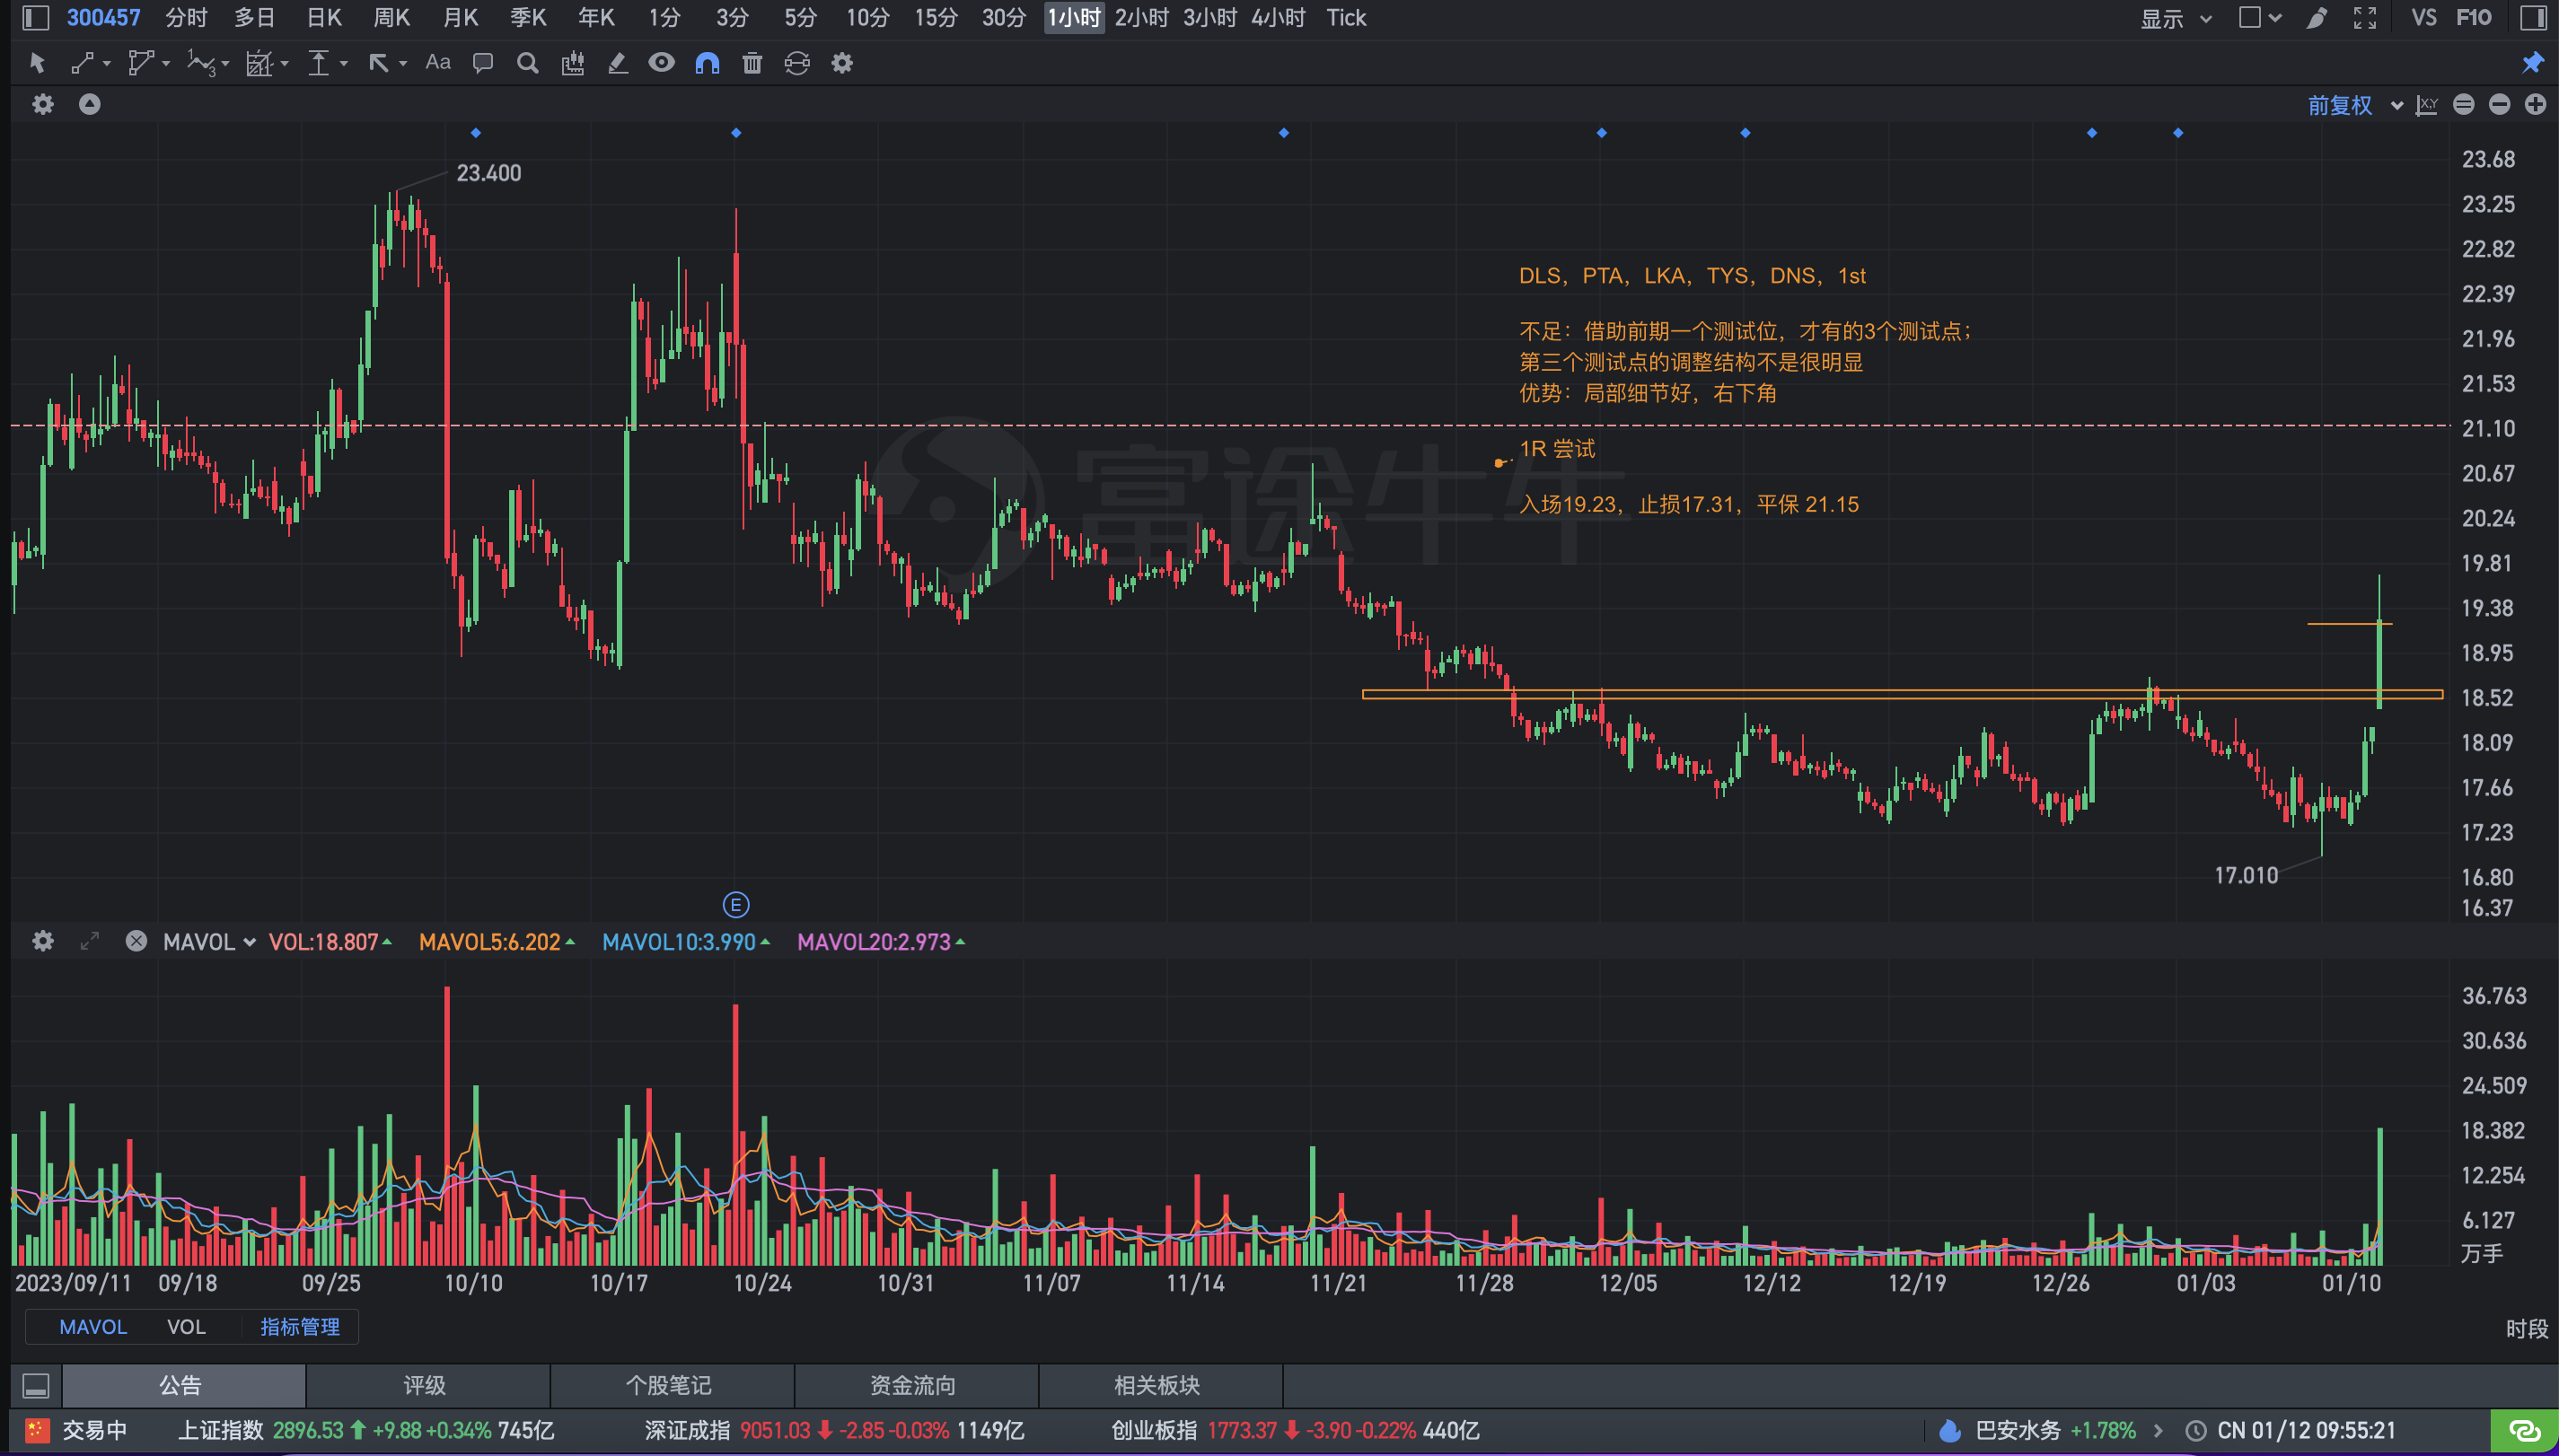 300457 分时 多日 日K 周K 月K 季K 年K 1分 3分 5分 10分 15分 30分 1小时 2小时 3小时 4小时 Tick 显示 VS F10
Aa
前复权 X,Y
23.400
23.68
23.25
22.82
22.39
21.96
21.53
21.10
20.67
20.24
19.81
19.38
18.95
18.52
18.09
17.66
17.23
16.80
16.37
DLS，PTA，LKA，TYS，DNS，1st
不足：借助前期一个测试位，才有的3个测试点；
第三个测试点的调整结构不是很明显
优势：局部细节好，右下角
1R 尝试
入场19.23，止损17.31，平保 21.15
富途牛牛
17.010
E
MAVOL VOL:18.807 MAVOL5:6.202 MAVOL10:3.990 MAVOL20:2.973
36.763
30.636
24.509
18.382
12.254
6.127
万手
2023/09/11 09/18 09/25 10/10 10/17 10/24 10/31 11/07 11/14 11/21 11/28 12/05 12/12 12/19 12/26 01/03 01/10
MAVOL VOL 指标管理 时段
公告 评级 个股笔记 资金流向 相关板块
交易中 上证指数 2896.53 +9.88 +0.34% 745亿 深证成指 9051.03 -2.85 -0.03% 1149亿 创业板指 1773.37 -3.90 -0.22% 440亿 巴安水务 +1.78% CN 01/12 09:55:21